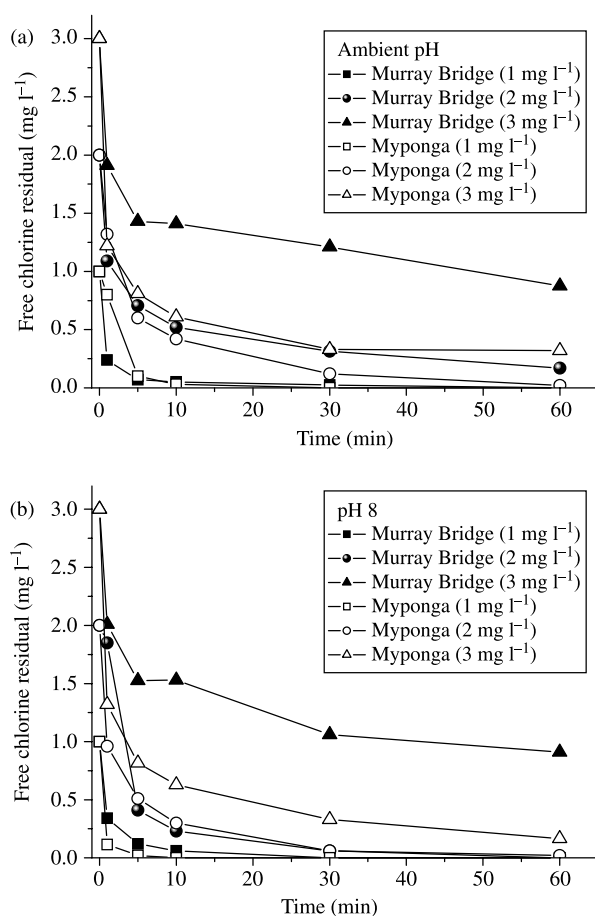 (a)
Ambient pH
Murray Bridge (1 mg l⁻¹)
Murray Bridge (2 mg l⁻¹)
Murray Bridge (3 mg l⁻¹)
Myponga (1 mg l⁻¹)
Myponga (2 mg l⁻¹)
Myponga (3 mg l⁻¹)
Free chlorine residual (mg l⁻¹)
3.0
2.5
2.0
1.5
1.0
0.5
0.0
0 10 20 30 40 50 60
Time (min)
(b)
pH 8
Murray Bridge (1 mg l⁻¹)
Murray Bridge (2 mg l⁻¹)
Murray Bridge (3 mg l⁻¹)
Myponga (1 mg l⁻¹)
Myponga (2 mg l⁻¹)
Myponga (3 mg l⁻¹)
Free chlorine residual (mg l⁻¹)
3.0
2.5
2.0
1.5
1.0
0.5
0.0
0 10 20 30 40 50 60
Time (min)